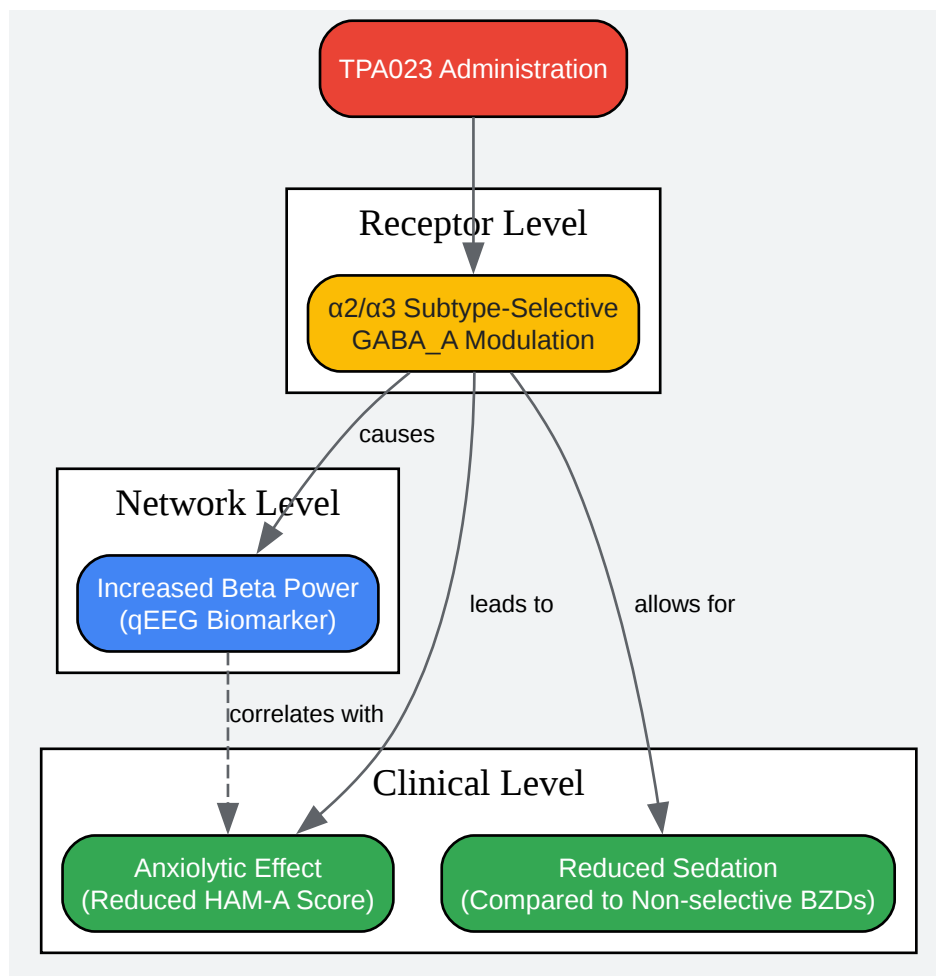 TPA023 Administration
Receptor Level
α2/α3 Subtype-Selective
GABA_A Modulation
causes
Network Level
Increased Beta Power
(qEEG Biomarker)
leads to
allows for
correlates with
Clinical Level
Anxiolytic Effect
(Reduced HAM-A Score)
Reduced Sedation
(Compared to Non-selective BZDs)